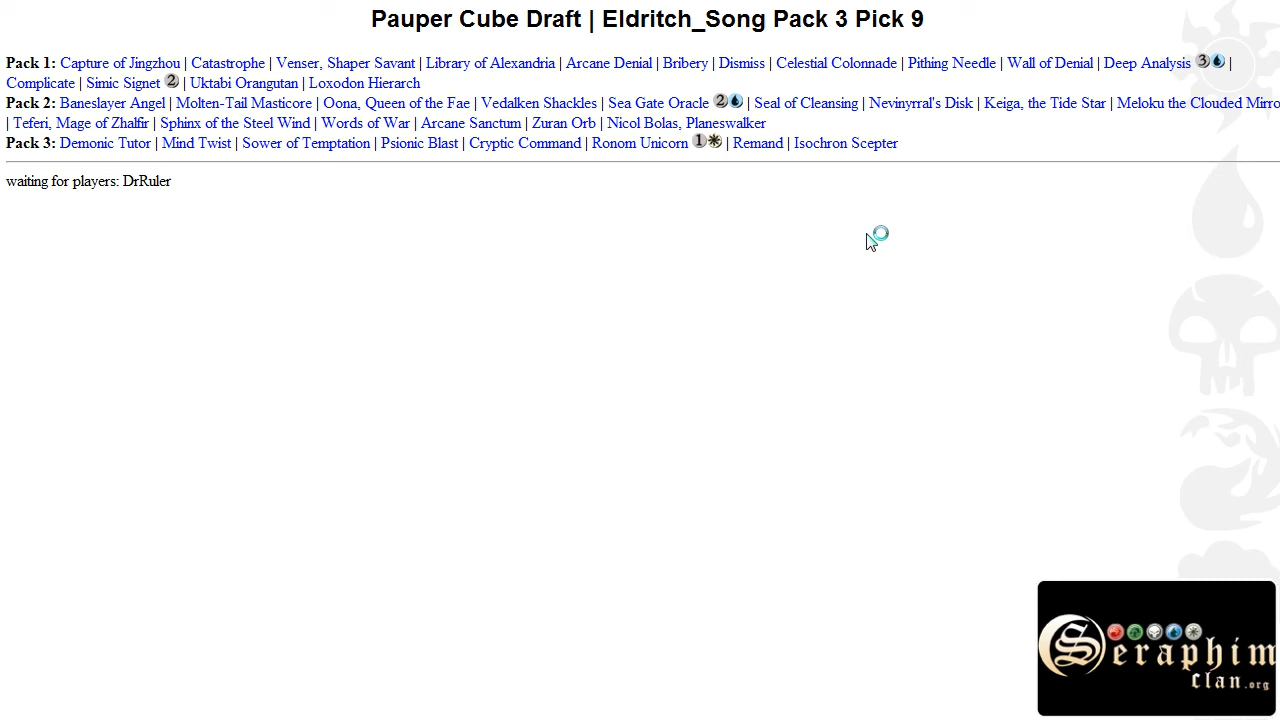 Pauper Cube Draft | Eldritch_Song Pack 3 Pick 9
Pack 1: Capture of Jingzhou | Catastrophe | Venser, Shaper Savant | Library of Alexandria | Arcane Denial | Bribery | Dismiss | Celestial Colonnade | Pithing Needle | Wall of Denial | Deep Analysis 3 |
Complicate | Simic Signet 2 | Uktabi Orangutan | Loxodon Hierarch
Pack 2: Baneslayer Angel | Molten-Tail Masticore | Oona, Queen of the Fae | Vedalken Shackles | Sea Gate Oracle 2 | Seal of Cleansing | Nevinyrral's Disk | Keiga, the Tide Star | Meloku the Clouded Mirro
| Teferi, Mage of Zhalfir | Sphinx of the Steel Wind | Words of War | Arcane Sanctum | Zuran Orb | Nicol Bolas, Planeswalker
Pack 3: Demonic Tutor | Mind Twist | Sower of Temptation | Psionic Blast | Cryptic Command | Ronom Unicorn 1 | Remand | Isochron Scepter
waiting for players: DrRuler
Seraphim
clan.org